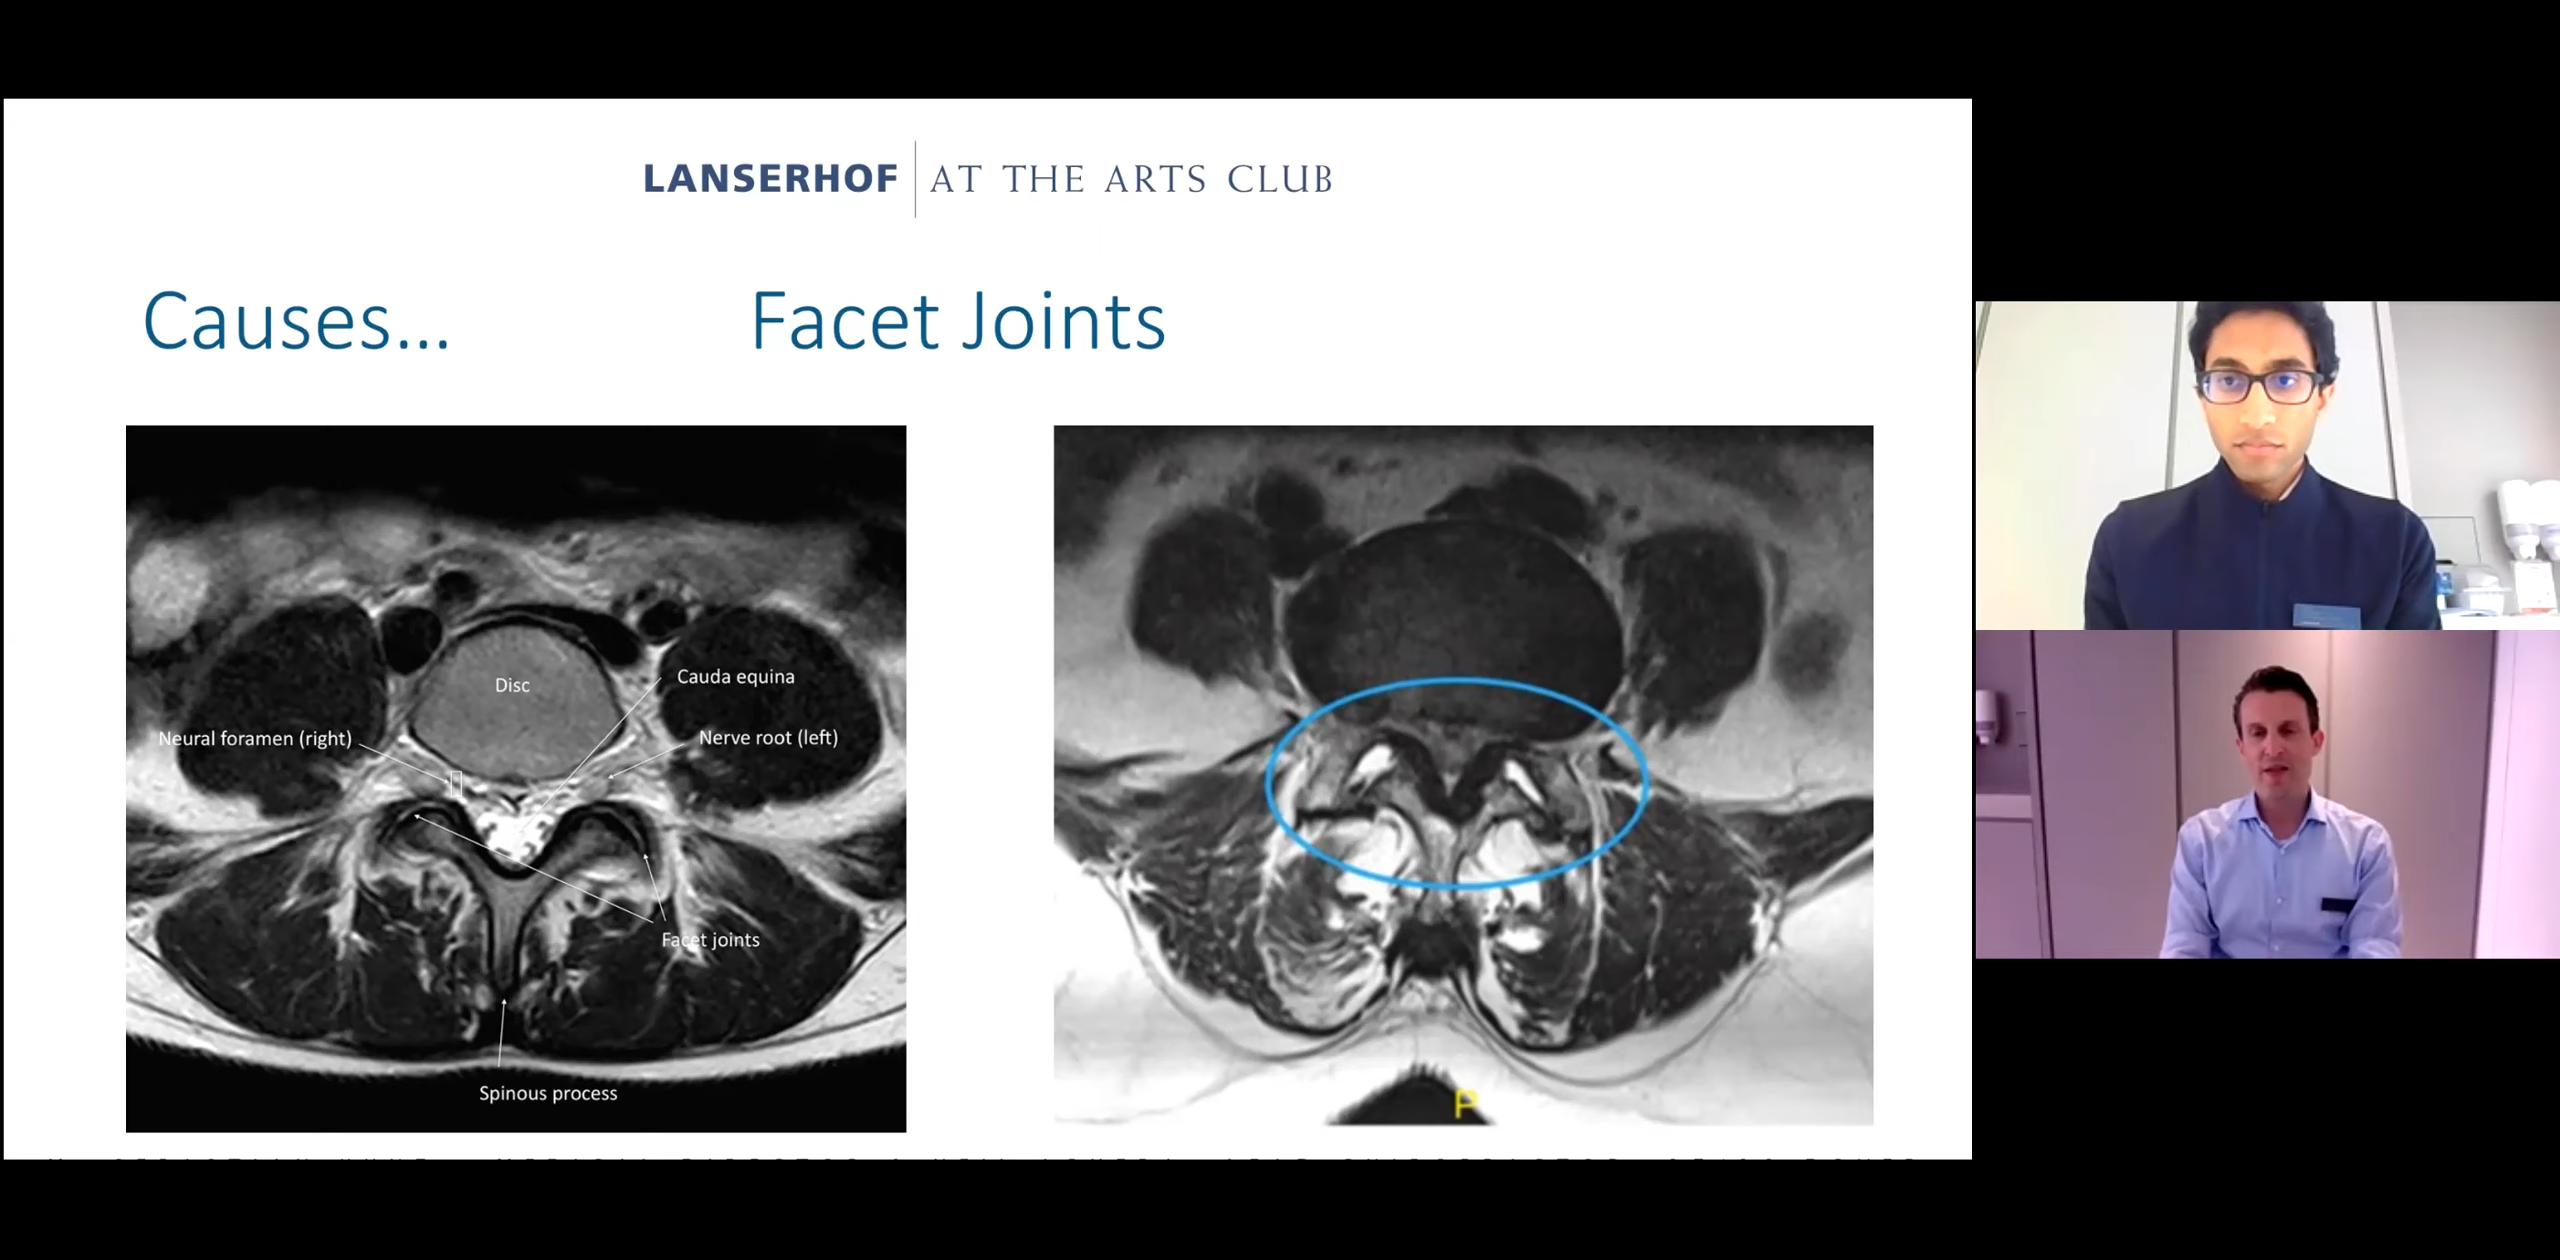 LANSERHOF AT THE ARTS CLUB
Causes... Facet Joints
Disc
Cauda equina
Neural foramen (right)
Nerve root (left)
Facet joints
Spinous process
P